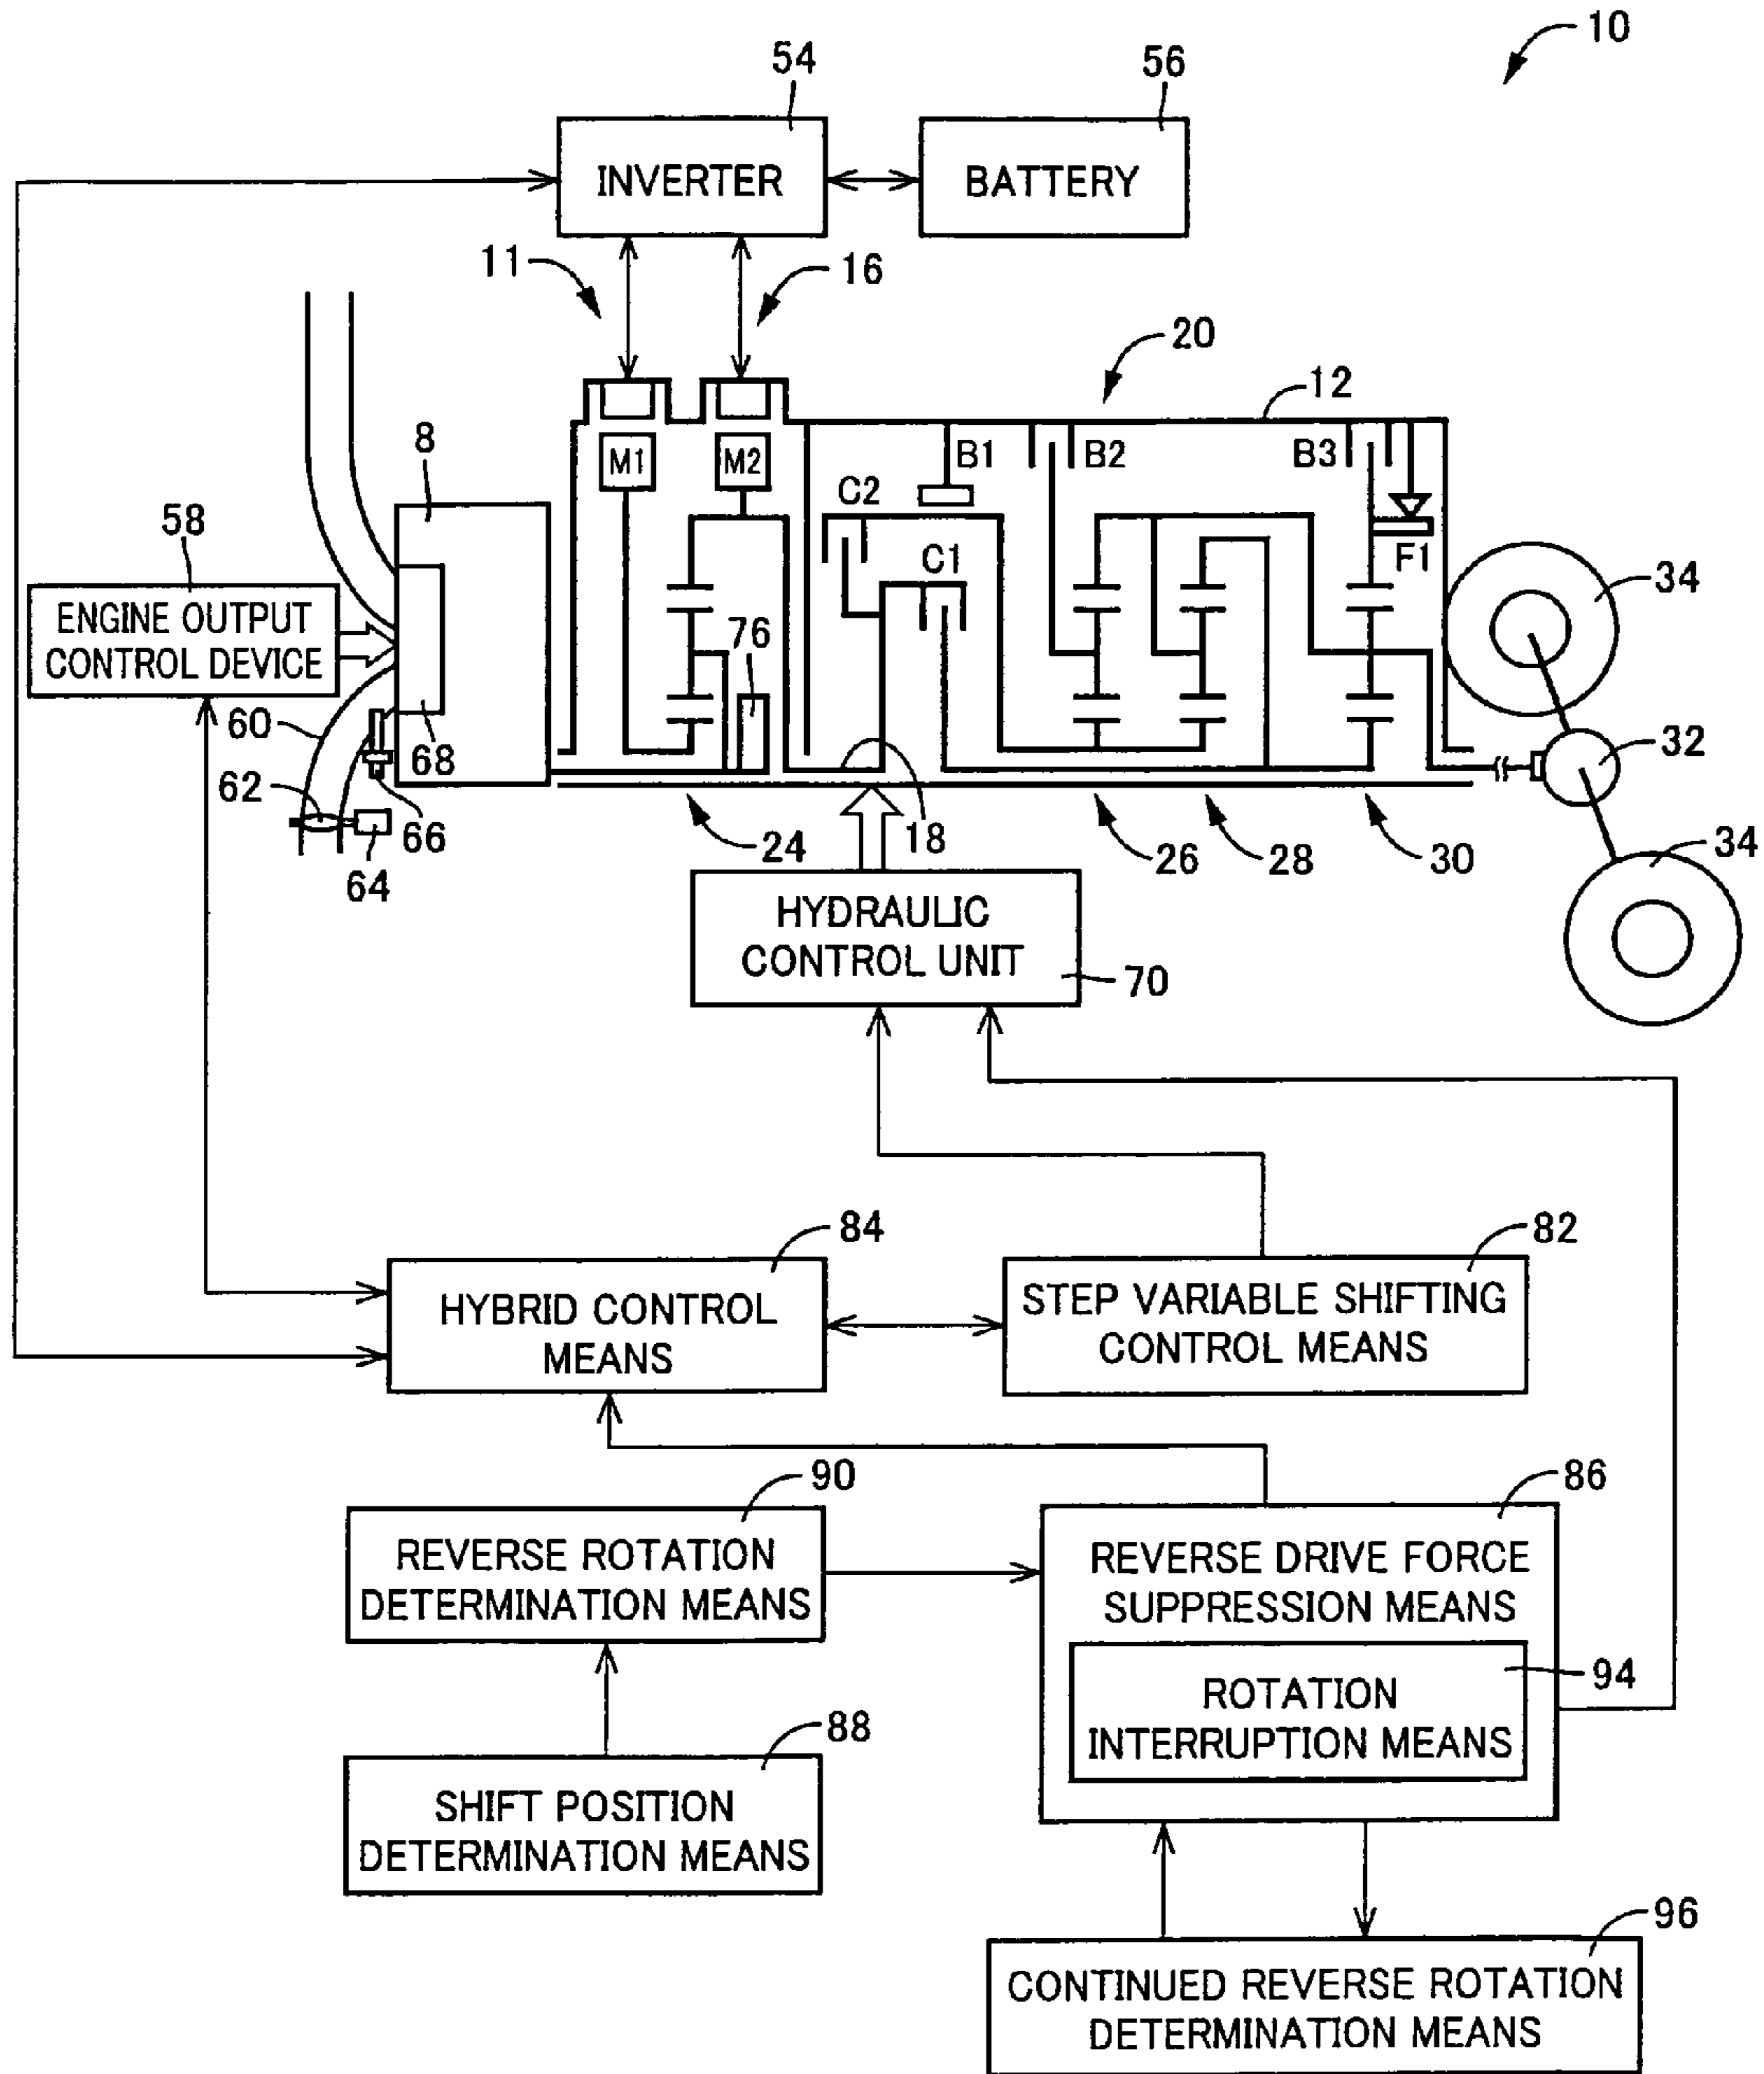 10
54
56
INVERTER
BATTERY
11
16
20
12
8
M1
M2
B1
B2
B3
C2
C1
F1
58
ENGINE OUTPUT
CONTROL DEVICE
76
34
60
68
62
66
64
18
32
24
26
28
30
34
HYDRAULIC
CONTROL UNIT
70
84
82
HYBRID CONTROL
MEANS
STEP VARIABLE SHIFTING
CONTROL MEANS
90
86
REVERSE ROTATION
DETERMINATION MEANS
REVERSE DRIVE FORCE
SUPPRESSION MEANS
94
ROTATION
INTERRUPTION MEANS
88
SHIFT POSITION
DETERMINATION MEANS
96
CONTINUED REVERSE ROTATION
DETERMINATION MEANS